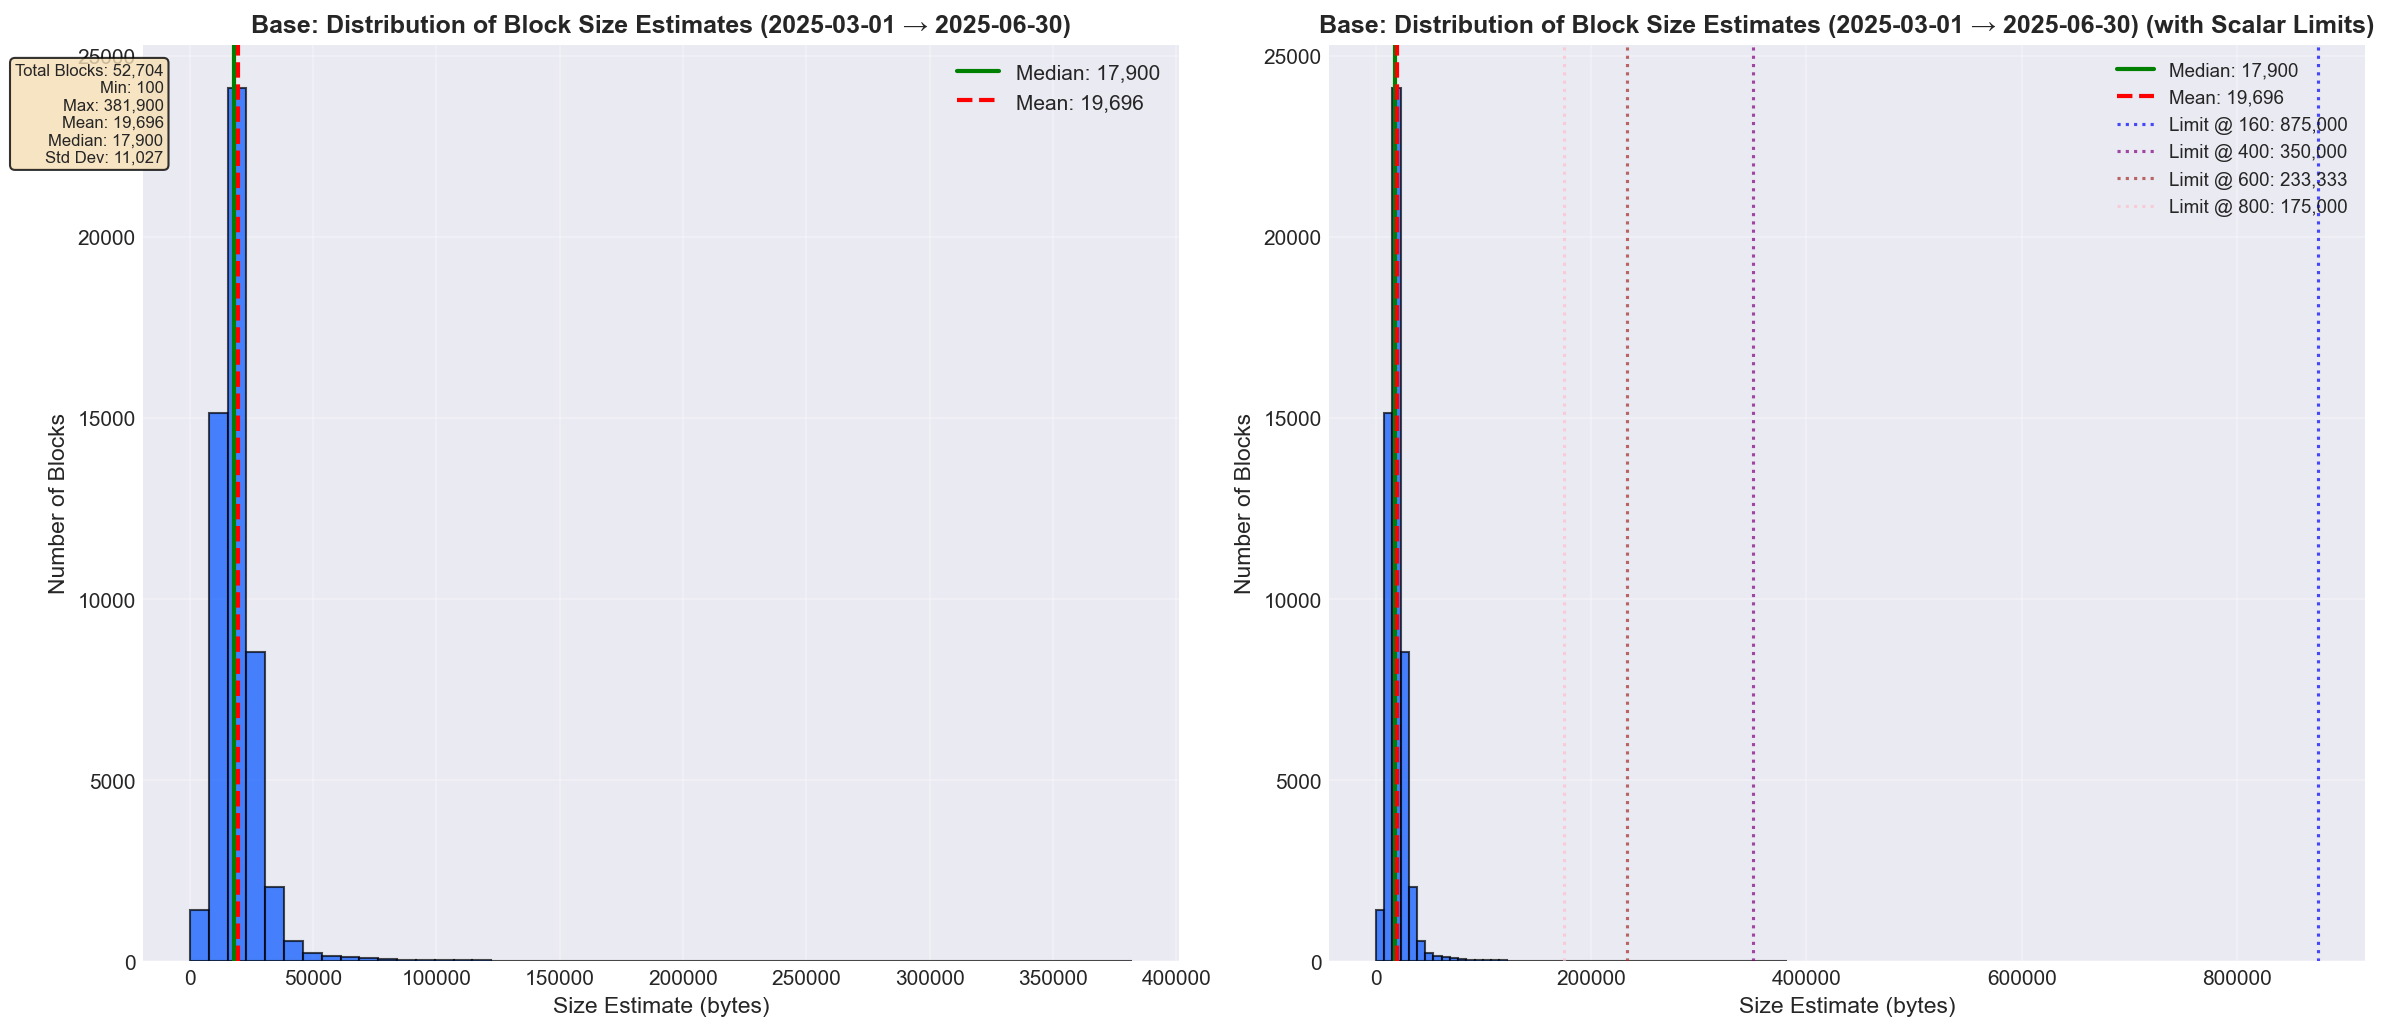 Base: Distribution of Block Size Estimates (2025-03-01 → 2025-06-30)
Total Blocks: 52,704
Min: 100
Max: 381,900
Mean: 19,696
Median: 17,900
Std Dev: 11,027
Median: 17,900
Mean: 19,696
Number of Blocks
25000
20000
15000
10000
5000
0
0
50000
100000
150000
200000
250000
300000
350000
400000
Size Estimate (bytes)
Base: Distribution of Block Size Estimates (2025-03-01 → 2025-06-30) (with Scalar Limits)
Median: 17,900
Mean: 19,696
Limit @ 160: 875,000
Limit @ 400: 350,000
Limit @ 600: 233,333
Limit @ 800: 175,000
Number of Blocks
25000
20000
15000
10000
5000
0
0
200000
400000
600000
800000
Size Estimate (bytes)